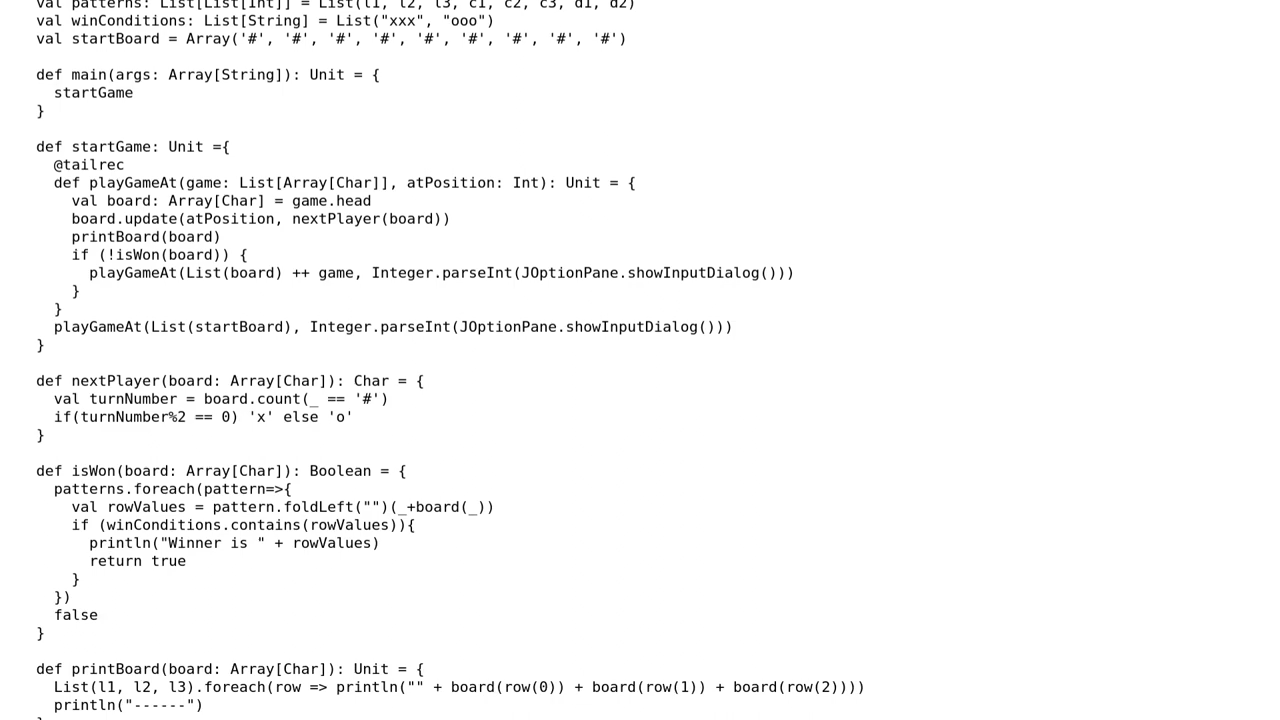 val patterns: List[List[Int]] = List(l1, l2, l3, c1, c2, c3, d1, d2)
val winConditions: List[String] = List("xxx", "ooo")
val startBoard = Array('#', '#', '#', '#', '#', '#', '#', '#', '#')
def main(args: Array[String]): Unit = {
startGame
}
def startGame: Unit ={
@tailrec
def playGameAt(game: List[Array[Char]], atPosition: Int): Unit = {
val board: Array[Char] = game.head
board.update(atPosition, nextPlayer(board))
printBoard(board)
if (!isWon(board)) {
playGameAt(List(board) ++ game, Integer.parseInt(JOptionPane.showInputDialog()))
}
}
playGameAt(List(startBoard), Integer.parseInt(JOptionPane.showInputDialog()))
}
def nextPlayer(board: Array[Char]): Char = {
val turnNumber = board.count(_ == '#')
if(turnNumber%2 == 0) 'x' else 'o'
}
def isWon(board: Array[Char]): Boolean = {
patterns.foreach(pattern=>{
val rowValues = pattern.foldLeft("")(_+board(_))
if (winConditions.contains(rowValues)){
println("Winner is " + rowValues)
return true
}
})
false
}
def printBoard(board: Array[Char]): Unit = {
List(l1, l2, l3).foreach(row => println("" + board(row(0)) + board(row(1)) + board(row(2))))
println("------")